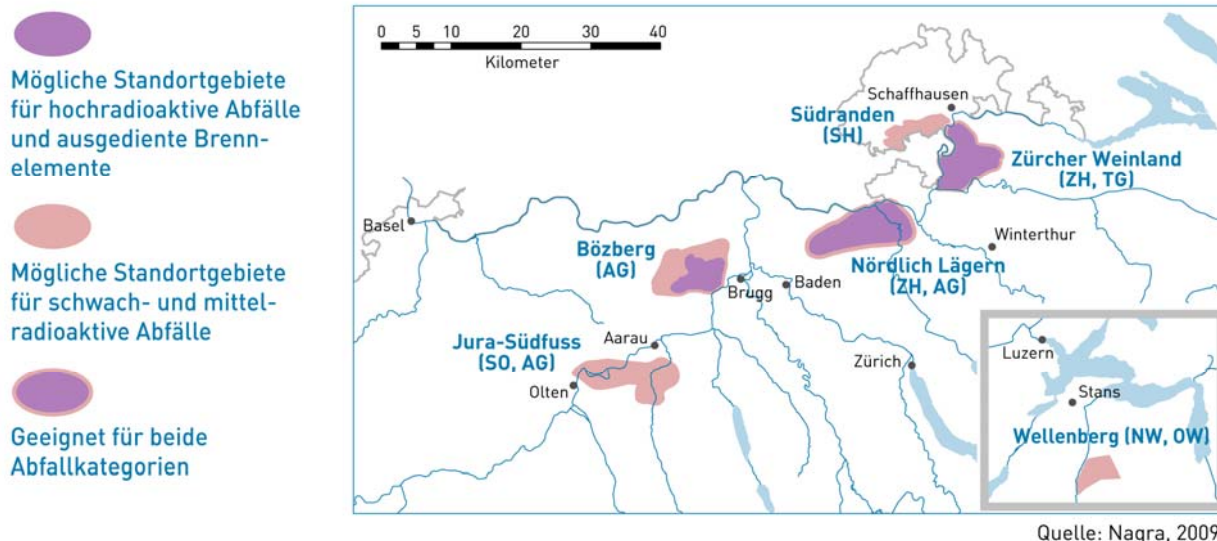 Mögliche Standortgebiete
für hochradioaktive Abfälle
und ausgediente Brenn-
elemente
Mögliche Standortgebiete
für schwach- und mittel-
radioaktive Abfälle
Geeignet für beide
Abfallkategorien
0 5 10 20 30 40
Kilometer
Schaffhausen
Südranden
(SH)
Zürcher Weinland
(ZH, TG)
Basel
Winterthur
Bözberg
(AG)
Nördlich Lägern
(ZH, AG)
Brugg
Baden
Jura-Südfuss
(SO, AG)
Aarau
Olten
Zürich
Luzern
Stans
Wellenberg (NW, OW)
Quelle: Nagra, 2009